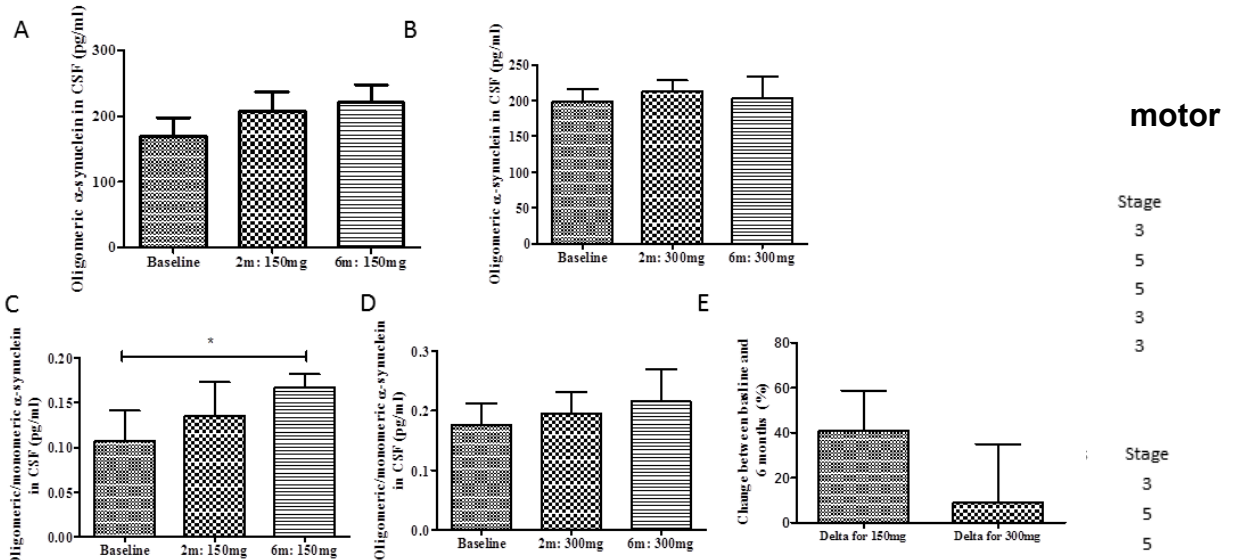 A
Oligomeric α-synuclein in CSF (pg/ml)
300
200
100
0
Baseline
2m: 150mg
6m: 150mg
B
Oligomeric α-synuclein in CSF (pg/ml)
250
200
150
100
50
0
Baseline
2m: 300mg
6m: 300mg
motor
Stage
3
5
5
3
3
C
Oligomeric/monomeric α-synuclein
in CSF (pg/ml)
0.20
0.15
0.10
0.05
0.00
*
Baseline
2m: 150mg
6m: 150mg
D
Oligomeric/monomeric α-synuclein
in CSF (pg/ml)
0.3
0.2
0.1
0.0
Baseline
2m: 300mg
6m: 300mg
E
Change between basline and
6 months (%)
80
60
40
20
0
Delta for 150mg
Delta for 300mg
Stage
3
5
5